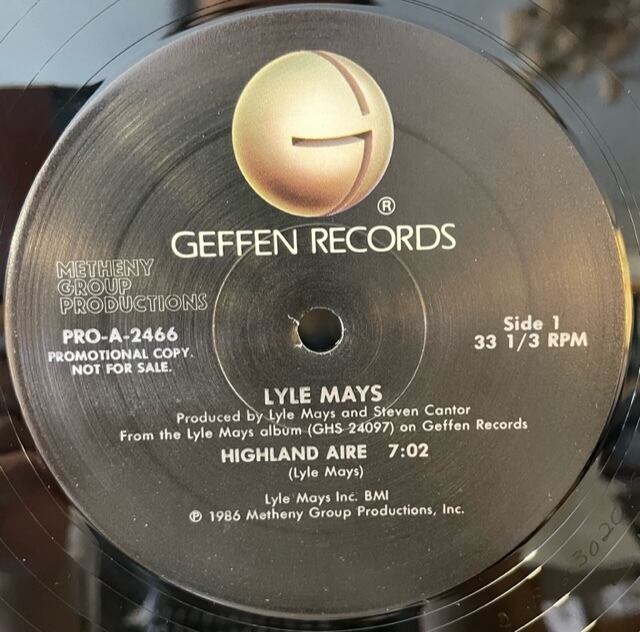 ®
GEFFEN RECORDS
METHENY
GROUP
PRODUCTIONS
PRO-A-2466
PROMOTIONAL COPY.
NOT FOR SALE.
Side 1
33 1/3 RPM
LYLE MAYS
Produced by Lyle Mays and Steven Cantor
From the Lyle Mays album (GHS 24097) on Geffen Records
HIGHLAND AIRE 7:02
(Lyle Mays)
Lyle Mays Inc. BMI
℗ 1986 Metheny Group Productions, Inc.
3020